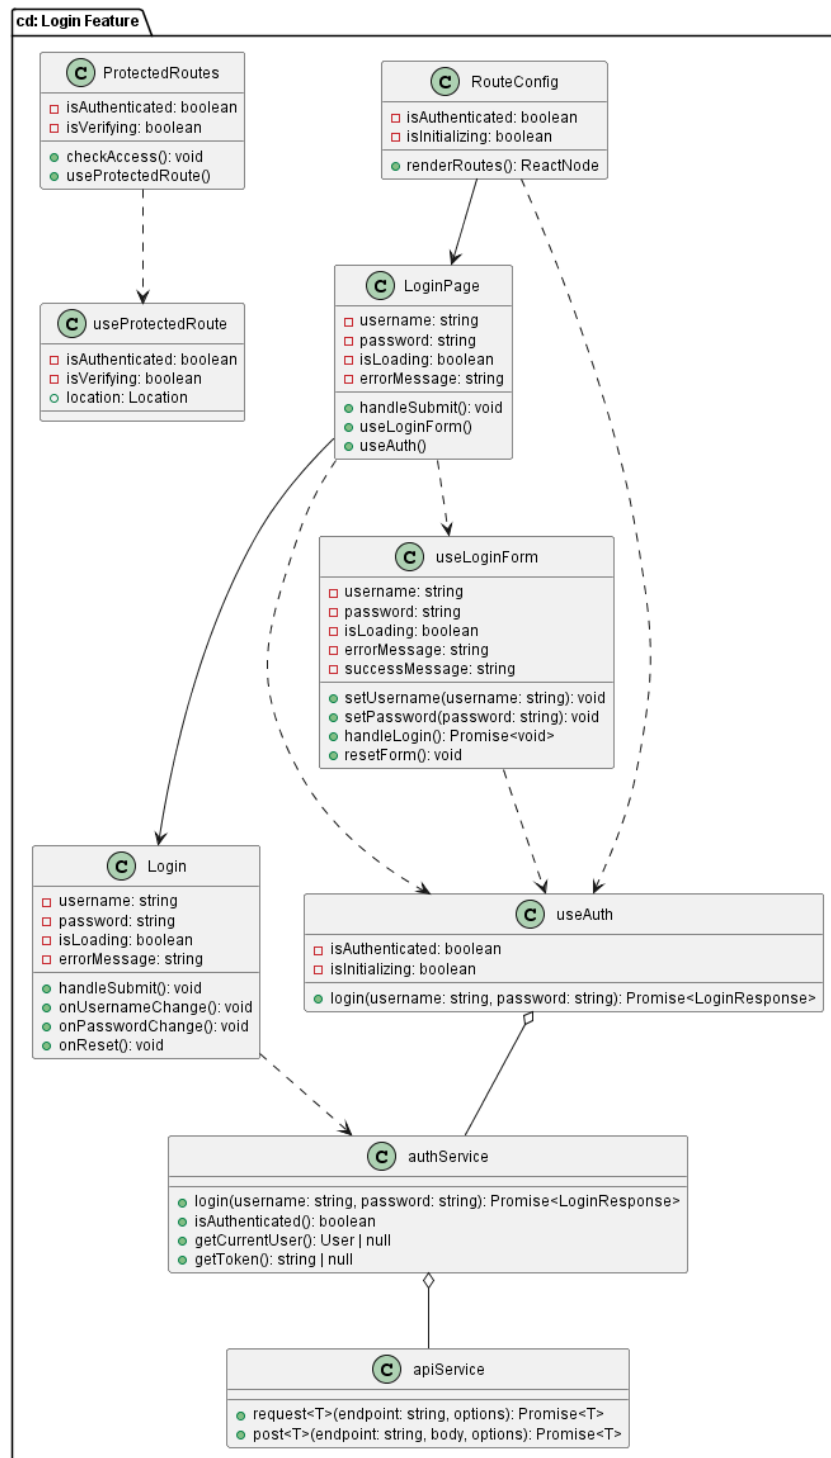 cd: Login Feature
C ProtectedRoutes
isAuthenticated: boolean
isVerifying: boolean
checkAccess(): void
useProtectedRoute()
C RouteConfig
isAuthenticated: boolean
isInitializing: boolean
renderRoutes(): ReactNode
C useProtectedRoute
isAuthenticated: boolean
isVerifying: boolean
location: Location
C LoginPage
username: string
password: string
isLoading: boolean
errorMessage: string
handleSubmit(): void
useLoginForm()
useAuth()
C useLoginForm
username: string
password: string
isLoading: boolean
errorMessage: string
successMessage: string
setUsername(username: string): void
setPassword(password: string): void
handleLogin(): Promise<void>
resetForm(): void
C Login
username: string
password: string
isLoading: boolean
errorMessage: string
handleSubmit(): void
onUsernameChange(): void
onPasswordChange(): void
onReset(): void
C useAuth
isAuthenticated: boolean
isInitializing: boolean
login(username: string, password: string): Promise<LoginResponse>
C authService
login(username: string, password: string): Promise<LoginResponse>
isAuthenticated(): boolean
getCurrentUser(): User | null
getToken(): string | null
C apiService
request<T>(endpoint: string, options): Promise<T>
post<T>(endpoint: string, body, options): Promise<T>